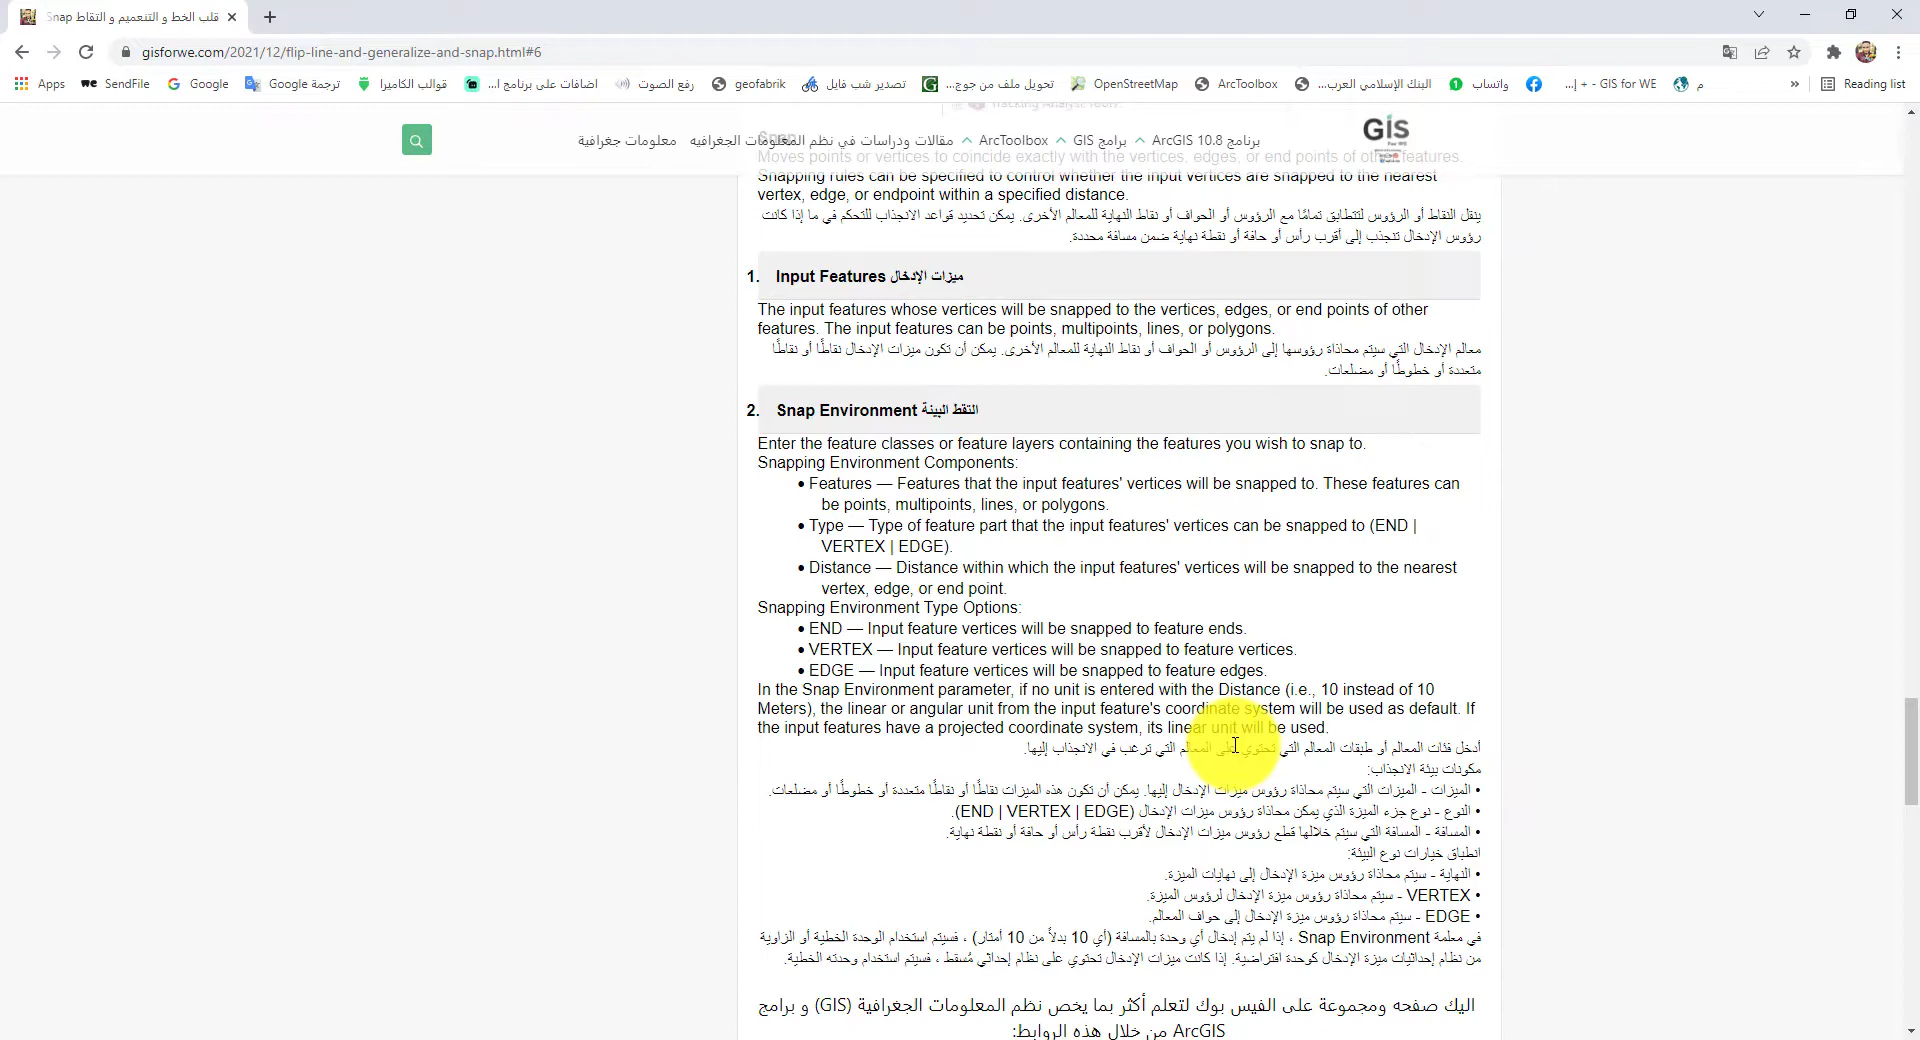 قلب الخط و التنعميم و التقاط Snap
gisforwe.com/2021/12/flip-line-and-generalize-and-snap.html#6
Apps
we SendFile
Google
ترجمة Google
قوالب الكاميرا
اضافات على برنامج ا...
رفع الصوت
geofabrik
تصدير شب فايل
تحويل ملف من جوج...
OpenStreetMap
ArcToolbox
البنك الإسلامي العرب...
واتساب
GIS for WE - + إ...
م
»
Reading list
Tracking Analyst Tools.
GIS
For WE
برنامج ArcGIS 10.8
برامج GIS
ArcToolbox
مقالات ودراسات في نظم المعلومات الجغرافيه
معلومات جغرافية
Snap
Moves points or vertices to coincide exactly with the vertices, edges, or end points of other features.
Snapping rules can be specified to control whether the input vertices are snapped to the nearest
vertex, edge, or endpoint within a specified distance.
ينقل النقاط أو الرؤوس لتتطابق تمامًا مع الرؤوس أو الحواف أو نقاط النهاية للمعالم الأخرى. يمكن تحديد قواعد الانجذاب للتحكم في ما إذا كانت
رؤوس الإدخال تنجذب إلى أقرب رأس أو حافة أو نقطة نهاية ضمن مسافة محددة.
1. Input Features ميزات الإدخال
The input features whose vertices will be snapped to the vertices, edges, or end points of other
features. The input features can be points, multipoints, lines, or polygons.
معالم الإدخال التي سيتم محاذاة رؤوسها إلى الرؤوس أو الحواف أو نقاط النهاية للمعالم الأخرى. يمكن أن تكون ميزات الإدخال نقاطًا أو نقاطًا
متعددة أو خطوطًا أو مضلعات.
2. Snap Environment التقط البيئة
Enter the feature classes or feature layers containing the features you wish to snap to.
Snapping Environment Components:
• Features — Features that the input features' vertices will be snapped to. These features can
be points, multipoints, lines, or polygons.
• Type — Type of feature part that the input features' vertices can be snapped to (END |
VERTEX | EDGE).
• Distance — Distance within which the input features' vertices will be snapped to the nearest
vertex, edge, or end point.
Snapping Environment Type Options:
• END — Input feature vertices will be snapped to feature ends.
• VERTEX — Input feature vertices will be snapped to feature vertices.
• EDGE — Input feature vertices will be snapped to feature edges.
In the Snap Environment parameter, if no unit is entered with the Distance (i.e., 10 instead of 10
Meters), the linear or angular unit from the input feature's coordinate system will be used as default. If
the input features have a projected coordinate system, its linear unit will be used.
أدخل فئات المعالم أو طبقات المعالم التي تحتوي على المعالم التي ترغب في الانجذاب إليها.
مكونات بيئة الانجذاب:
• الميزات - الميزات التي سيتم محاذاة رؤوس ميزات الإدخال إليها. يمكن أن تكون هذه الميزات نقاطًا أو نقاطًا متعددة أو خطوطًا أو مضلعات.
• النوع - نوع جزء الميزة الذي يمكن محاذاة رؤوس ميزات الإدخال (END | VERTEX | EDGE).
• المسافة - المسافة التي سيتم خلالها قطع رؤوس ميزات الإدخال لأقرب نقطة رأس أو حافة أو نقطة نهاية.
انطباق خيارات نوع البيئة:
• النهاية - سيتم محاذاة رؤوس ميزة الإدخال إلى نهايات الميزة.
• VERTEX - سيتم محاذاة رؤوس ميزة الإدخال لرؤوس الميزة.
• EDGE - سيتم محاذاة رؤوس ميزة الإدخال إلى حواف المعالم.
في معلمة Snap Environment ، إذا لم يتم إدخال أي وحدة بالمسافة (أي 10 بدلاً من 10 أمتار) ، فسيتم استخدام الوحدة الخطية أو الزاوية
من نظام إحداثيات ميزة الإدخال كوحدة افتراضية. إذا كانت ميزات الإدخال تحتوي على نظام إحداثي مُسقط ، فسيتم استخدام وحدته الخطية.
اليك صفحه ومجموعة على الفيس بوك لتتعلم أكثر بما يخص نظم المعلومات الجغرافية (GIS) و برامج
ArcGIS من خلال هذه الروابط: